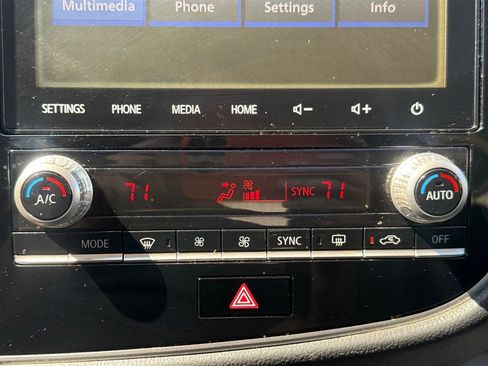 Multimedia Phone Settings Info
SETTINGS PHONE MEDIA HOME
71 SYNC 71
A/C AUTO
MODE SYNC OFF